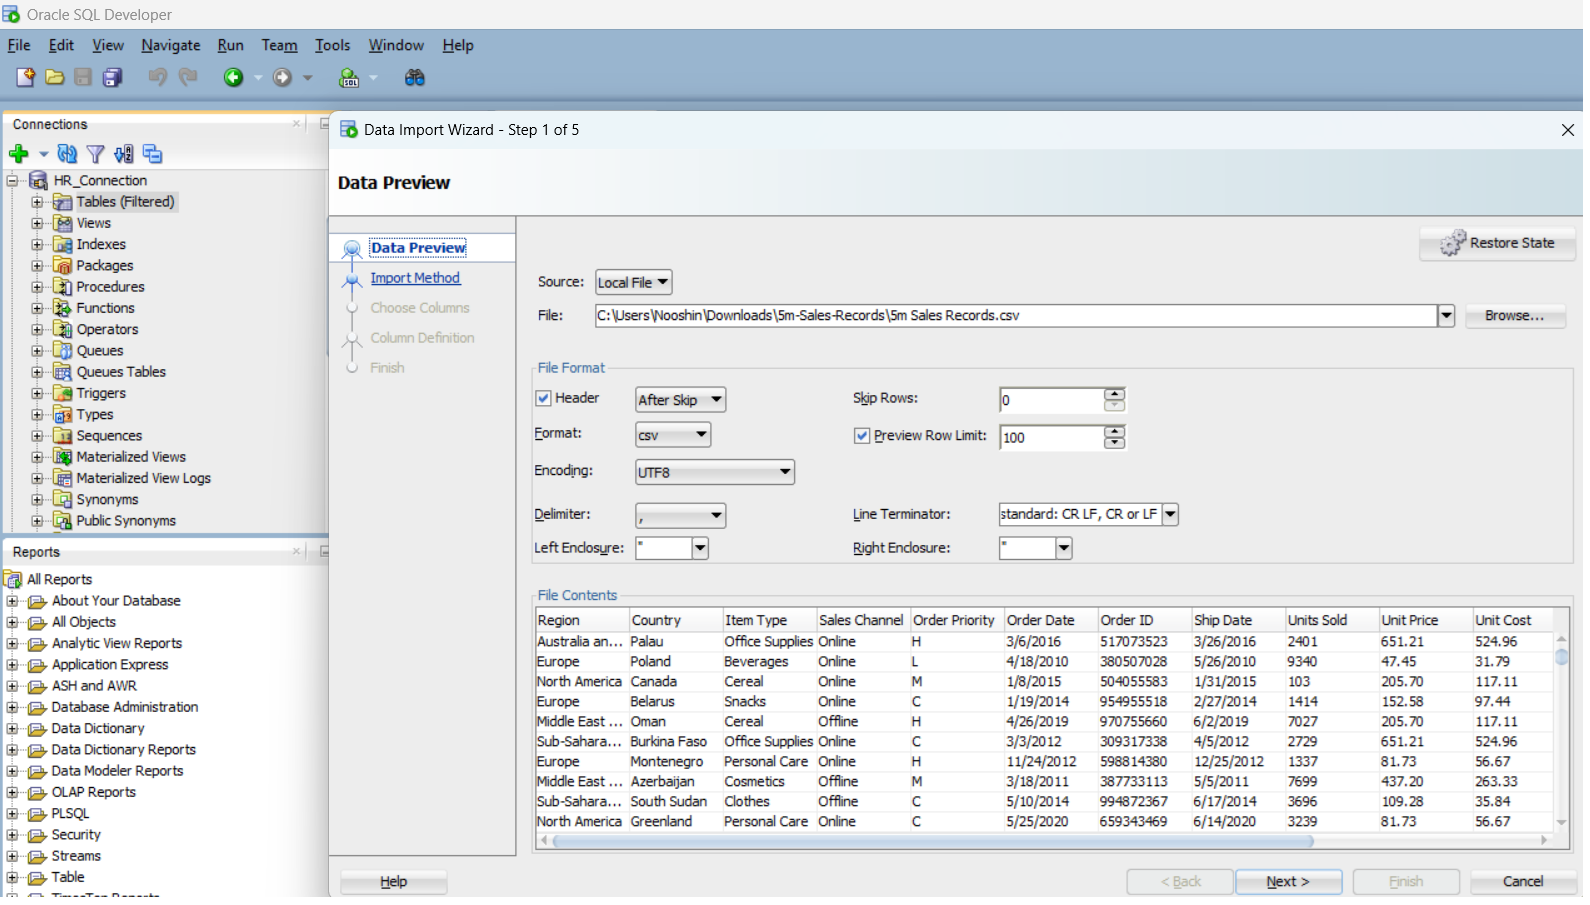 Oracle SQL Developer
File Edit View Navigate Run Team Tools Window Help
Connections
HR_Connection
Tables (Filtered)
Views
Indexes
Packages
Procedures
Functions
Operators
Queues
Queues Tables
Triggers
Types
Sequences
Materialized Views
Materialized View Logs
Synonyms
Public Synonyms
Reports
All Reports
About Your Database
All Objects
Analytic View Reports
Application Express
ASH and AWR
Database Administration
Data Dictionary
Data Dictionary Reports
Data Modeler Reports
OLAP Reports
PLSQL
Security
Streams
Table
TimesTen Reports
Data Import Wizard - Step 1 of 5
Data Preview
Data Preview
Import Method
Choose Columns
Column Definition
Finish
Restore State
Source: Local File
File: C:\Users\Nooshin\Downloads\5m-Sales-Records\5m Sales Records.csv Browse...
File Format
Header After Skip Skip Rows: 0
Format: csv Preview Row Limit: 100
Encoding: UTF8
Delimiter: , Line Terminator: standard: CR LF, CR or LF
Left Enclosure: " Right Enclosure: "
File Contents
Region Country Item Type Sales Channel Order Priority Order Date Order ID Ship Date Units Sold Unit Price Unit Cost
Australia an... Palau Office Supplies Online H 3/6/2016 517073523 3/26/2016 2401 651.21 524.96
Europe Poland Beverages Online L 4/18/2010 380507028 5/26/2010 9340 47.45 31.79
North America Canada Cereal Online M 1/8/2015 504055583 1/31/2015 103 205.70 117.11
Europe Belarus Snacks Online C 1/19/2014 954955518 2/27/2014 1414 152.58 97.44
Middle East ... Oman Cereal Offline H 4/26/2019 970755660 6/2/2019 7027 205.70 117.11
Sub-Sahara... Burkina Faso Office Supplies Online C 3/3/2012 309317338 4/5/2012 2729 651.21 524.96
Europe Montenegro Personal Care Online H 11/24/2012 598814380 12/25/2012 1337 81.73 56.67
Middle East ... Azerbaijan Cosmetics Offline M 3/18/2011 387733113 5/5/2011 7699 437.20 263.33
Sub-Sahara... South Sudan Clothes Offline C 5/10/2014 994872367 6/17/2014 3696 109.28 35.84
North America Greenland Personal Care Online C 5/25/2020 659343469 6/14/2020 3239 81.73 56.67
Help < Back Next > Finish Cancel